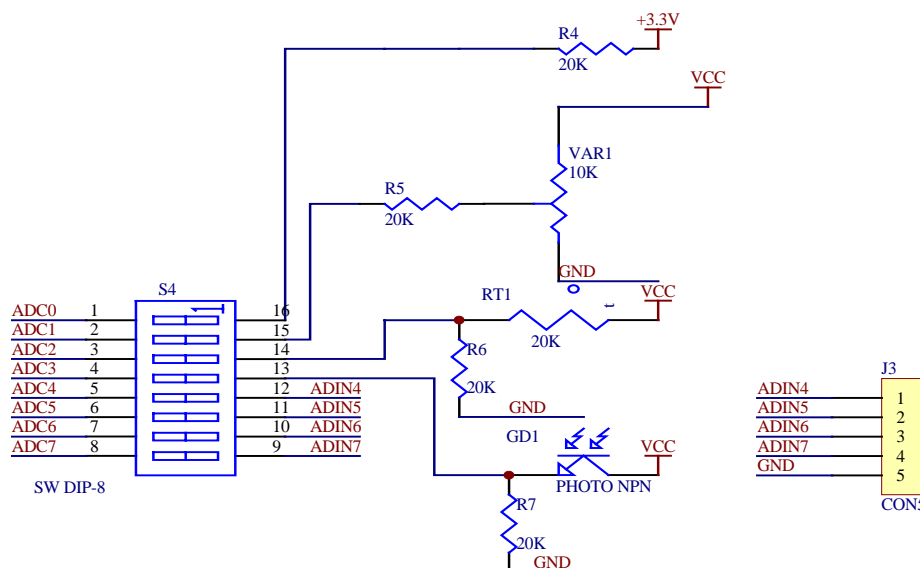 +3.3V
R4
20K
VCC
VAR1
10K
R5
20K
GND
S4
RT1
t
VCC
20K
ADC0 1 16
ADC1 2 15
ADC2 3 14
ADC3 4 13
ADC4 5 12 ADIN4
ADC5 6 11 ADIN5
ADC6 7 10 ADIN6
ADC7 8 9 ADIN7
SW DIP-8
R6
20K
GND
GD1
VCC
PHOTO NPN
R7
20K
GND
J3
ADIN4 1
ADIN5 2
ADIN6 3
ADIN7 4
GND 5
CON5